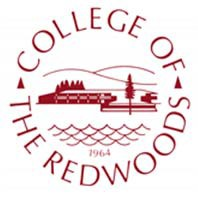 COLLEGE OF
THE REDWOODS
1964